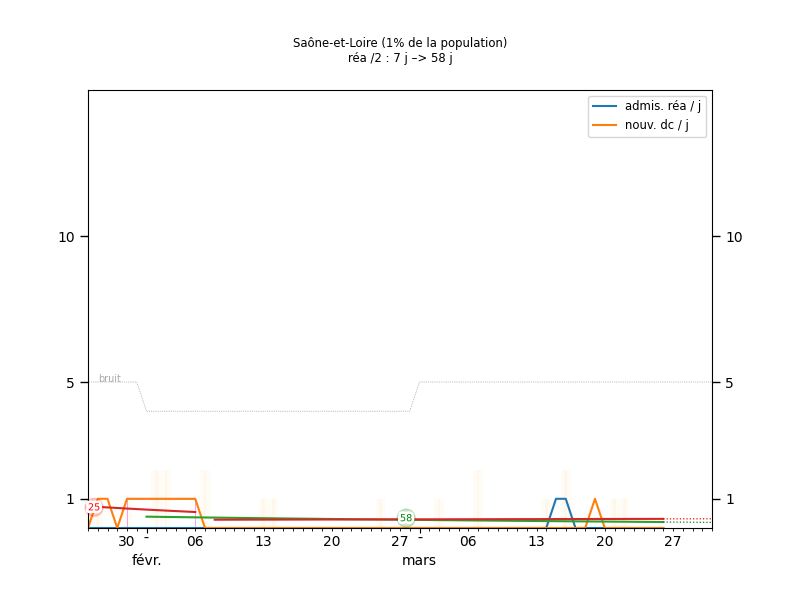 Saône-et-Loire (1% de la population)
réa /2 : 7 j –> 58 j
admis. réa / j
nouv. dc / j
10 10
bruit
5 5
1 1
25
58
30 06 13 20 27 06 13 20 27
févr. mars